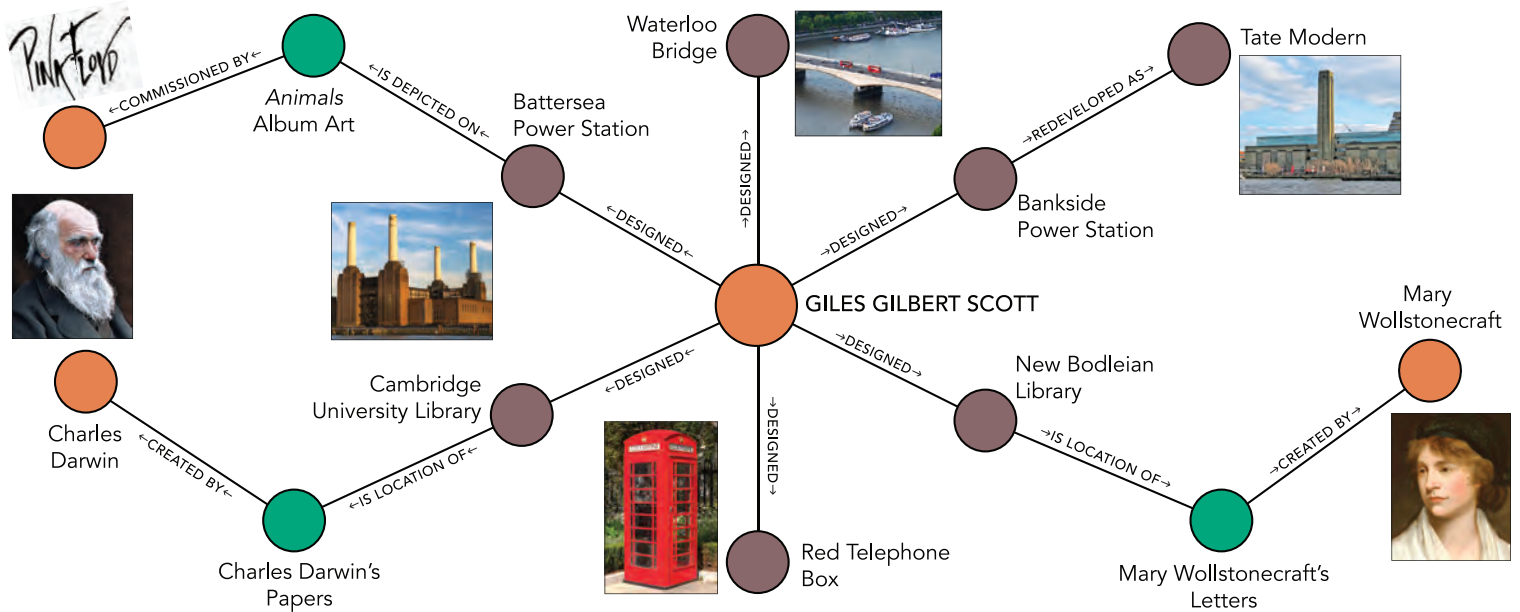 PINK FLOYD
←COMMISSIONED BY←
Animals
Album Art
←IS DEPICTED ON←
Battersea
Power Station
←DESIGNED←
Waterloo
Bridge
→DESIGNED→
Tate Modern
→REDEVELOPED AS→
Bankside
Power Station
→DESIGNED→
GILES GILBERT SCOTT
Charles
Darwin
←CREATED BY←
Charles Darwin's
Papers
←IS LOCATION OF←
Cambridge
University Library
←DESIGNED←
→DESIGNED→
TELEPHONE
Red Telephone
Box
→DESIGNED→
New Bodleian
Library
→IS LOCATION OF→
Mary Wollstonecraft's
Letters
→CREATED BY→
Mary
Wollstonecraft